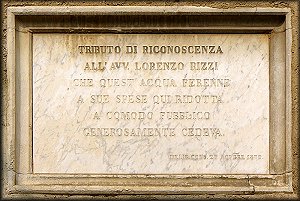 TRIBUTO DI RICONOSCENZA
ALL' AVV. LORENZO RIZZI
CHE QUEST' ACQUA PERENNE
A SUE SPESE QUI RIDOTTA
A COMODO PUBBLICO
GENEROSAMENTE CEDEVA.